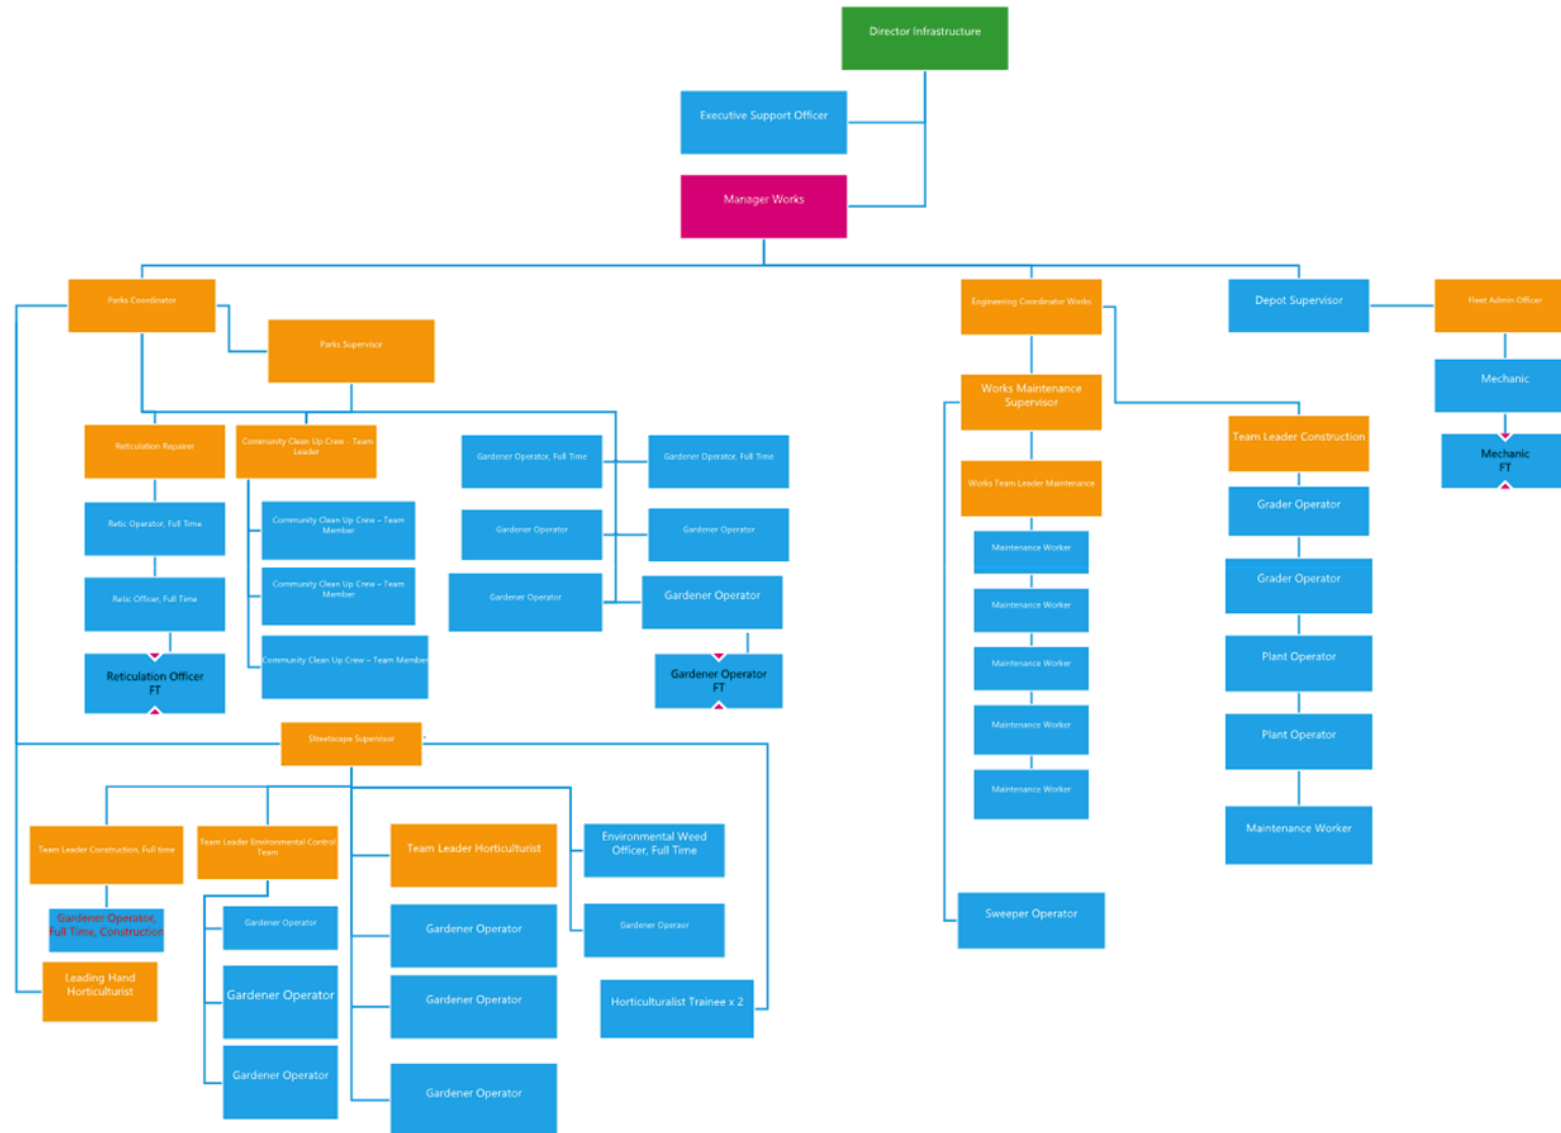 Director Infrastructure
Executive Support Officer
Manager Works
Parks Coordinator
Engineering Coordinator Works
Depot Supervisor
Fleet Admin Officer
Parks Supervisor
Mechanic
Works Maintenance
Supervisor
Team Leader Construction
Mechanic
FT
Reticulation Repairer
Community Clean Up Crew - Team
Leader
Gardener Operator, Full Time
Gardener Operator, Full Time
Works Team Leader Maintenance
Grader Operator
Retic Operator, Full Time
Community Clean Up Crew – Team
Member
Gardener Operator
Gardener Operator
Maintenance Worker
Grader Operator
Retic Officer, Full Time
Community Clean Up Crew – Team
Member
Gardener Operator
Gardener Operator
Maintenance Worker
Community Clean Up Crew – Team Member
Reticulation Officer
FT
Gardener Operator
FT
Maintenance Worker
Plant Operator
Maintenance Worker
Plant Operator
Streetscape Supervisor
Maintenance Worker
Maintenance Worker
Team Leader Construction, Full time
Team Leader Environmental Control
Team
Team Leader Horticulturist
Environmental Weed
Officer, Full Time
Gardener Operator,
Full Time, Construction
Gardener Operator
Gardener Operator
Gardener Operaor
Sweeper Operator
Leading Hand
Horticulturist
Gardener Operator
Gardener Operator
Horticulturalist Trainee x 2
Gardener Operator
Gardener Operator